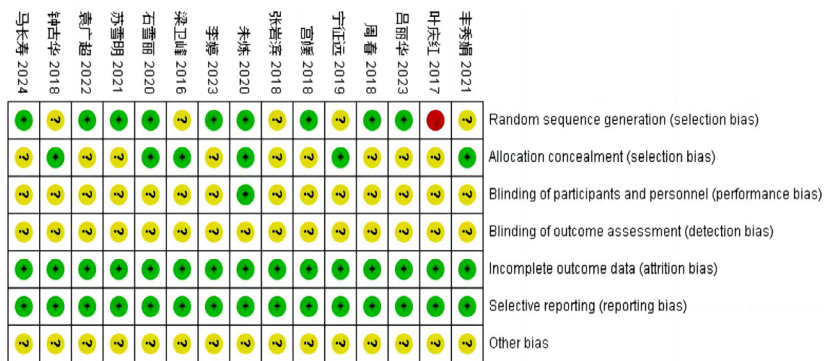 马长寿 2024
钟古华 2018
袁广超 2022
苏雪明 2021
石雪丽 2020
梁卫峰 2016
李婷 2023
朱炼 2020
张岩滨 2018
宫媛 2018
宁征远 2019
周春 2018
吕丽华 2023
叶庆红 2017
丰秀娟 2021
+ ? + + + ? + + ? + ? + + ? Random sequence generation (selection bias)
? + ? ? + + ? + ? ? + ? ? ? + Allocation concealment (selection bias)
? ? ? ? ? ? ? + ? ? ? ? ? ? ? Blinding of participants and personnel (performance bias)
? ? ? ? ? ? ? ? ? ? ? ? ? ? ? Blinding of outcome assessment (detection bias)
+ + + + + + + + + + + + + + + Incomplete outcome data (attrition bias)
+ + + + + + + + + + + + + + + Selective reporting (reporting bias)
? ? ? ? ? ? ? ? ? ? ? ? ? ? ? Other bias